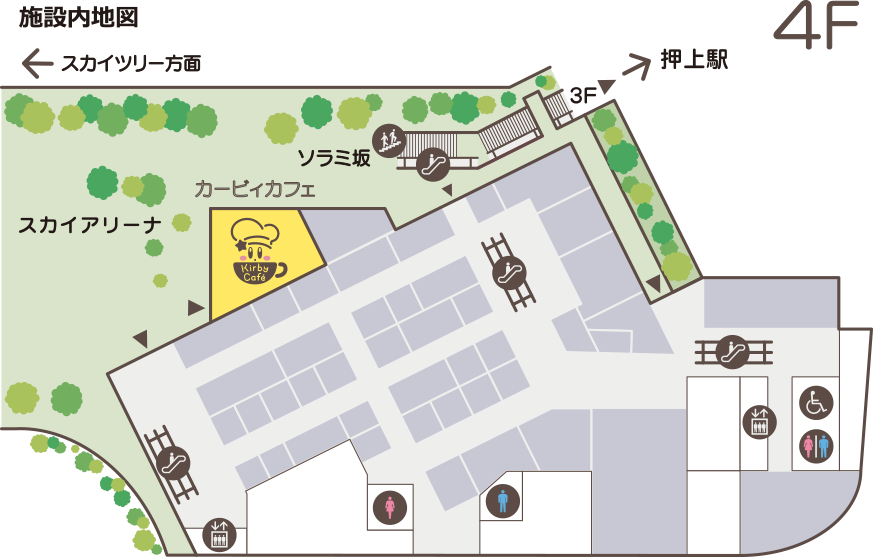 施設内地図
4F
スカイツリー方面
押上駅
3F
ソラミ坂
カービィカフェ
スカイアリーナ
Kirby
Café